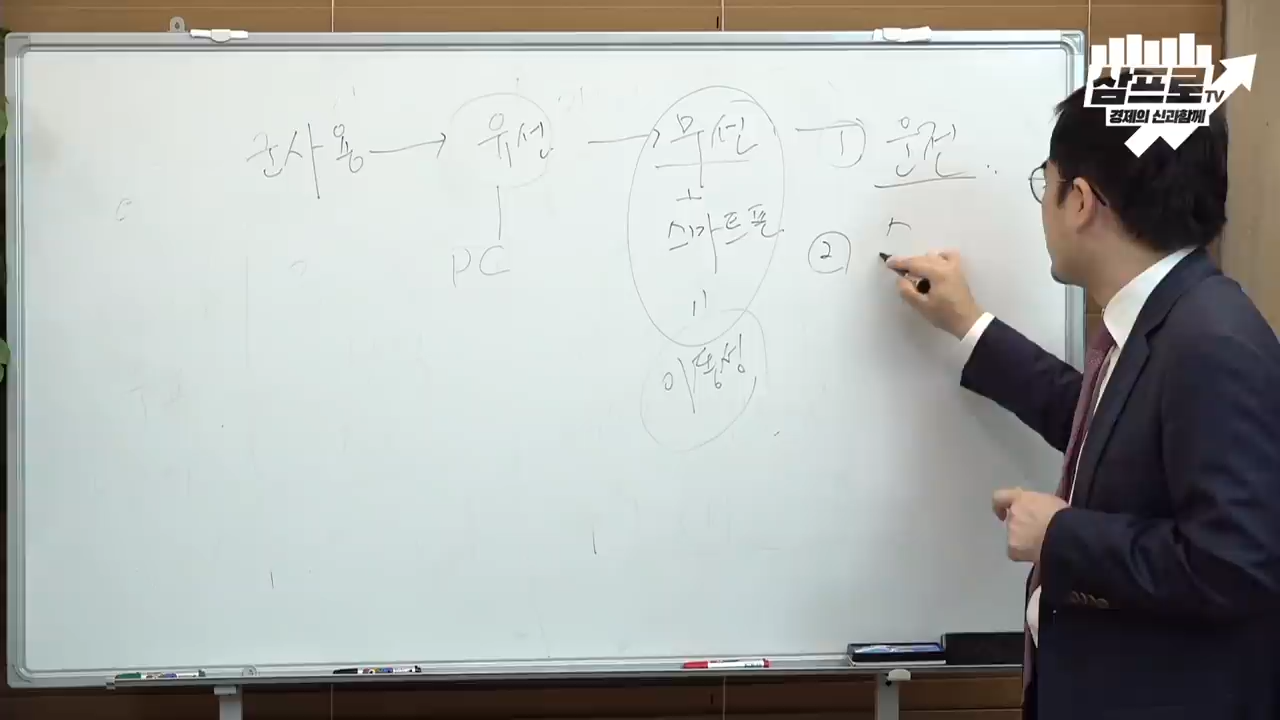 삼프로TV
경제의 신과함께
군사용 → 유선 → 무선 → ① 운전
PC
+
스마트폰
②
이동성